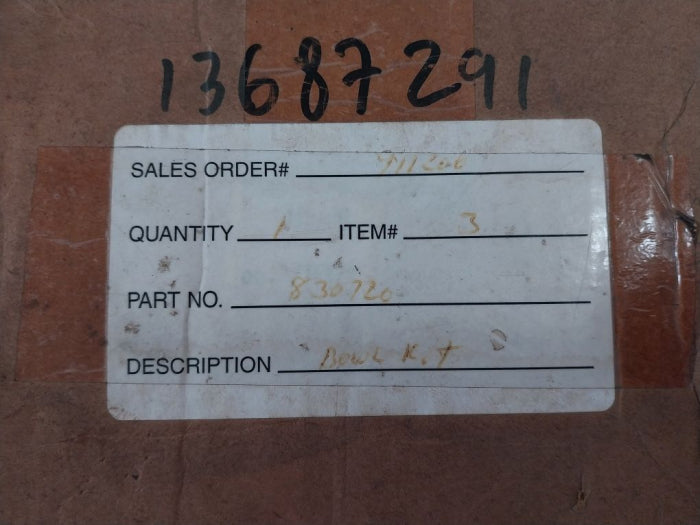 13687291
SALES ORDER# 911206
QUANTITY 1 ITEM# 3
PART NO. 830720
DESCRIPTION Bowl Kit